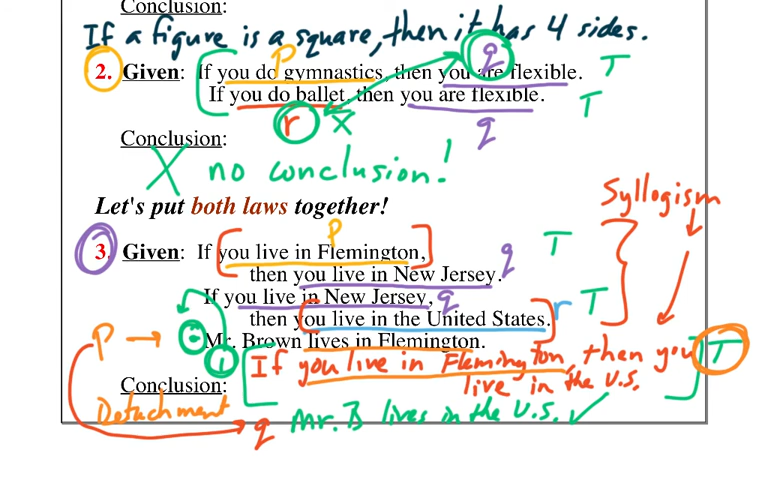 Conclusion:
If a figure is a square, then it has 4 sides.
P q
2. Given: If you do gymnastics, then you are flexible. T
If you do ballet, then you are flexible. T
r X q
Conclusion:
X no conclusion!
Let's put both laws together!
Syllogism
P
3. Given: If you live in Flemington, T
then you live in New Jersey. q
If you live in New Jersey, q
then you live in the United States. r T
P → Mr. Brown lives in Flemington.
1 If you live in Flemington, then you T
live in the U.S.
Conclusion:
Detachment
q Mr. B lives in the U.S. ✓